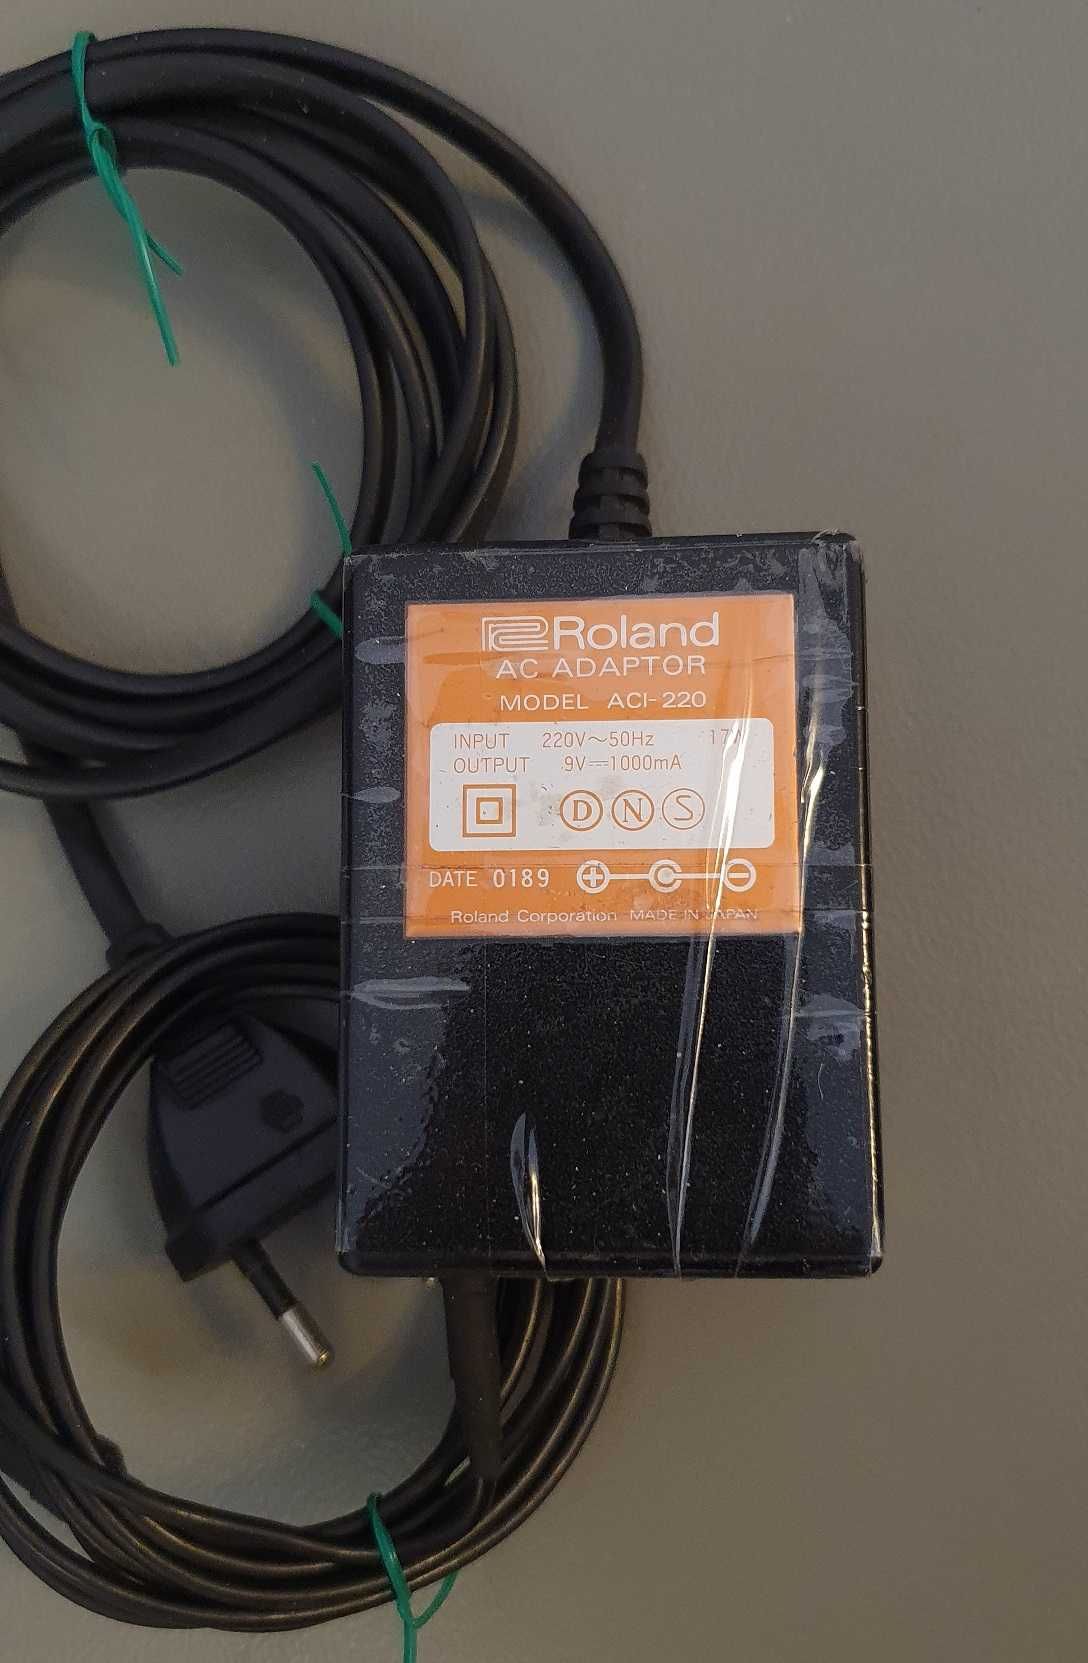 Roland
AC ADAPTOR
MODEL ACI-220
INPUT 220V~50Hz
OUTPUT 9V⎓1000mA
D N S
DATE 0189 + C -
Roland Corporation MADE IN JAPAN